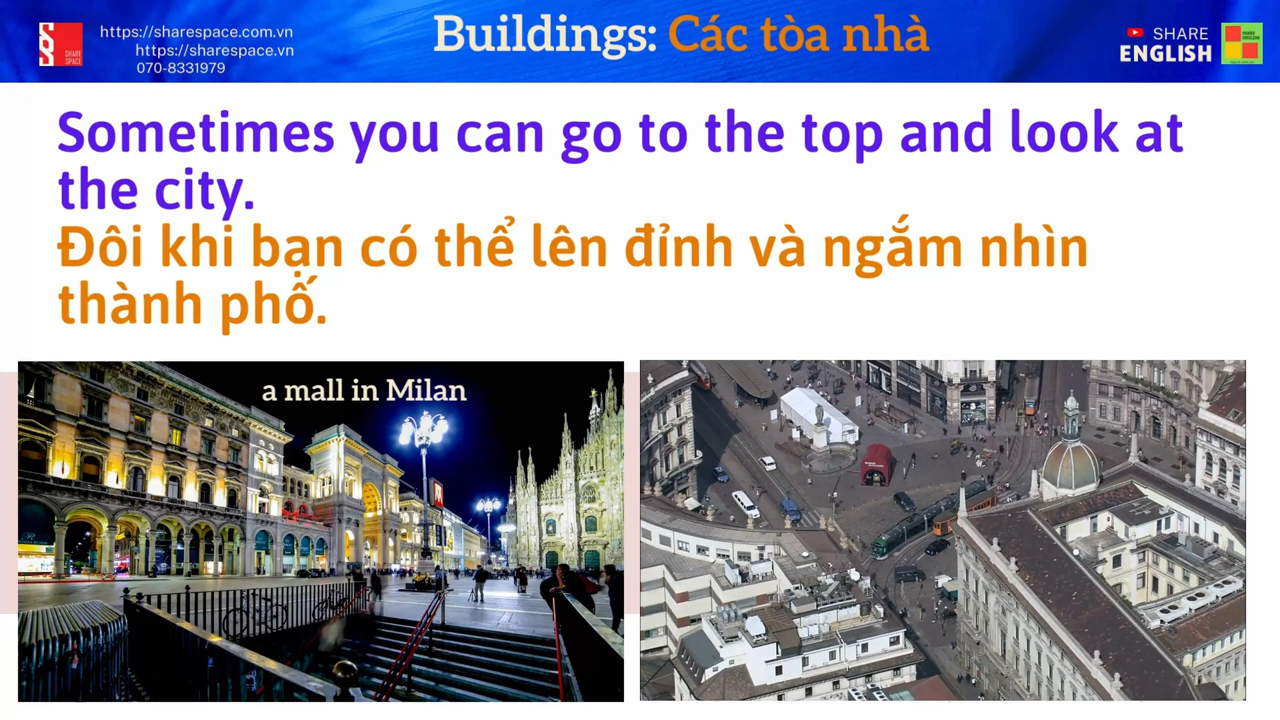 https://sharespace.com.vn
https://sharespace.vn
070-8331979
SHARE
SPACE
Buildings: Các tòa nhà
SHARE
ENGLISH
Sometimes you can go to the top and look at
the city.
Đôi khi bạn có thể lên đỉnh và ngắm nhìn
thành phố.
a mall in Milan